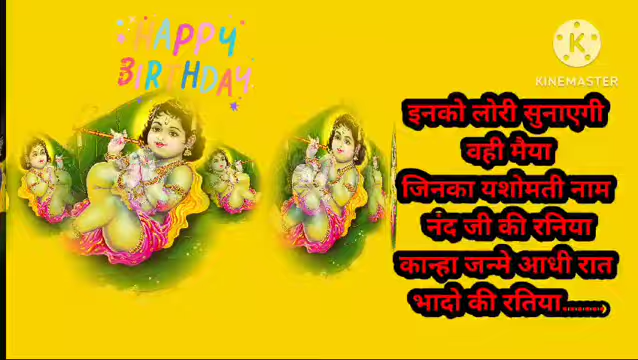 HAPPY
BIRTHDAY
KINEMASTER
इनको लोरी सुनाएगी
वही मैया
जिनका यशोमती नाम
नंद जी की रनिया
कान्हा जन्मे आधी रात
भादो की रतिया........